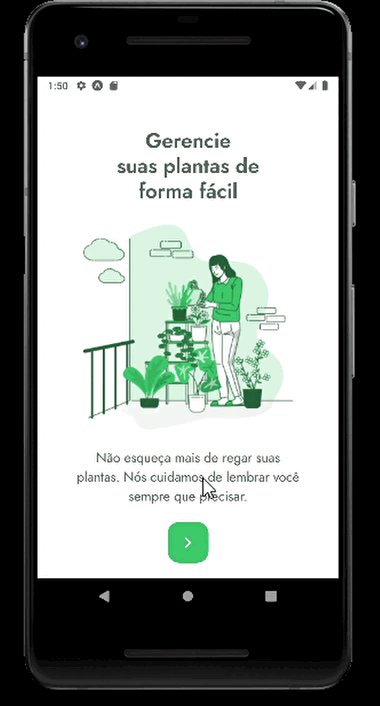 1:50
Gerencie
suas plantas de
forma fácil
Não esqueça mais de regar suas
plantas. Nós cuidamos de lembrar você
sempre que precisar.